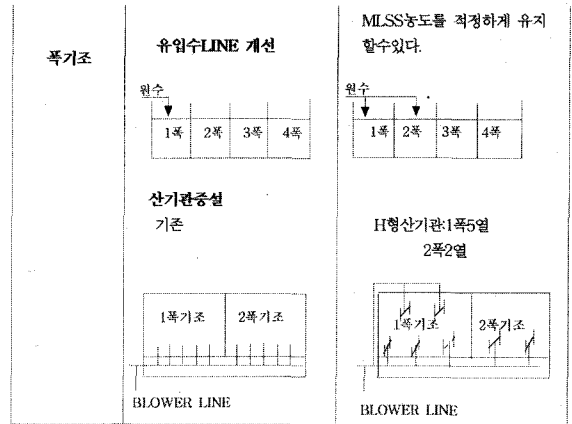 폭기조
유입수LINE 개선
원수
1폭 2폭 3폭 4폭
산기관증설
기존
1폭기조 2폭기조
BLOWER LINE
MLSS농도를 적정하게 유지
할수있다.
원수
1폭 2폭 3폭 4폭
H형산기관:1폭5열
2폭2열
1폭기조 2폭기조
BLOWER LINE